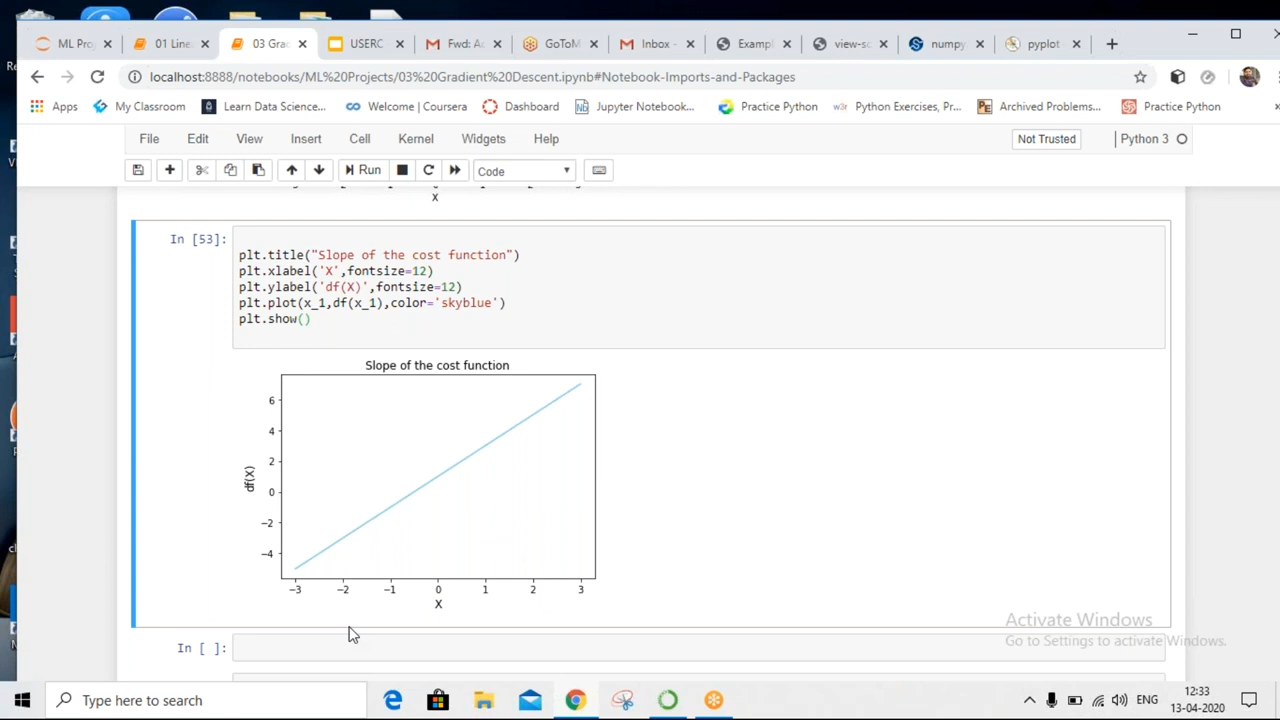 ML Pro
01 Line
03 Grad
USERC
Fwd: Ac
GoToM
Inbox -
Exampl
view-sc
numpy
pyplot
localhost:8888/notebooks/ML%20Projects/03%20Gradient%20Descent.ipynb#Notebook-Imports-and-Packages
Apps My Classroom Learn Data Science... Welcome | Coursera Dashboard Jupyter Notebook... Practice Python Python Exercises, Pr... Archived Problems... Practice Python
File Edit View Insert Cell Kernel Widgets Help Not Trusted Python 3
Run Code
X
In [53]:
plt.title("Slope of the cost function")
plt.xlabel('X',fontsize=12)
plt.ylabel('df(X)',fontsize=12)
plt.plot(x_1,df(x_1),color='skyblue')
plt.show()
Slope of the cost function
6
4
2
0
−2
−4
df(X)
−3 −2 −1 0 1 2 3
X
Activate Windows
Go to Settings to activate Windows.
In [ ]:
Type here to search
ENG
12:33
13-04-2020